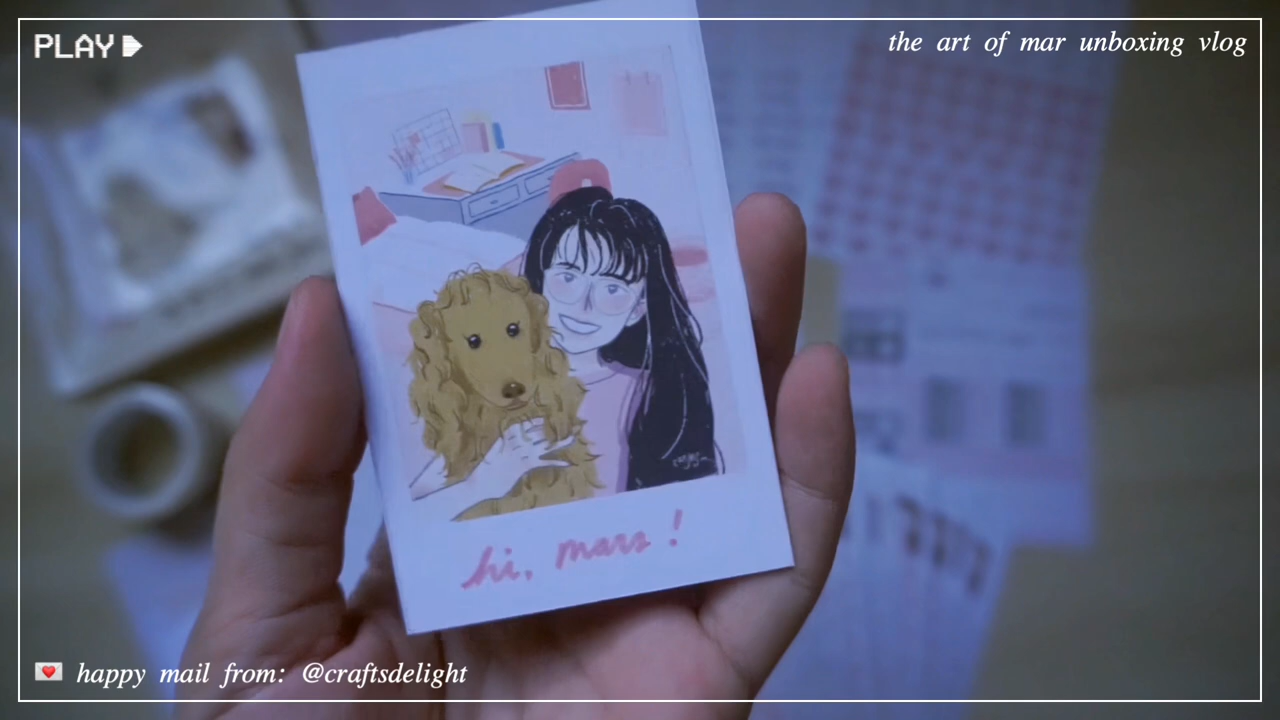 PLAY
the art of mar unboxing vlog
hi, mars !
happy mail from: @craftsdelight